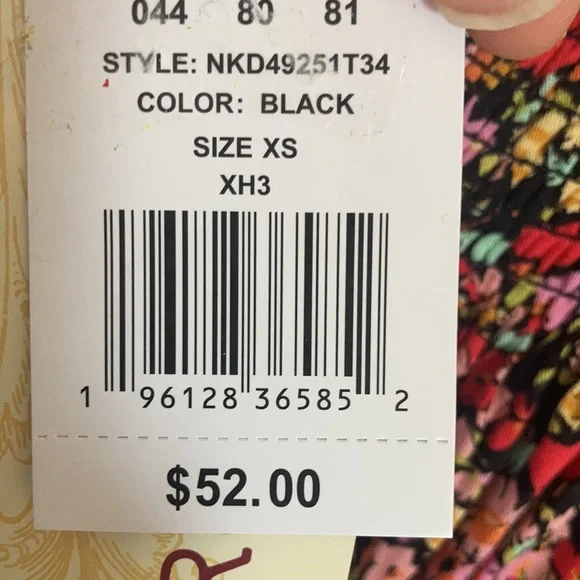 044 80 81
STYLE: NKD49251T34
COLOR: BLACK
SIZE XS
XH3
1 96128 36585 2
$52.00
R